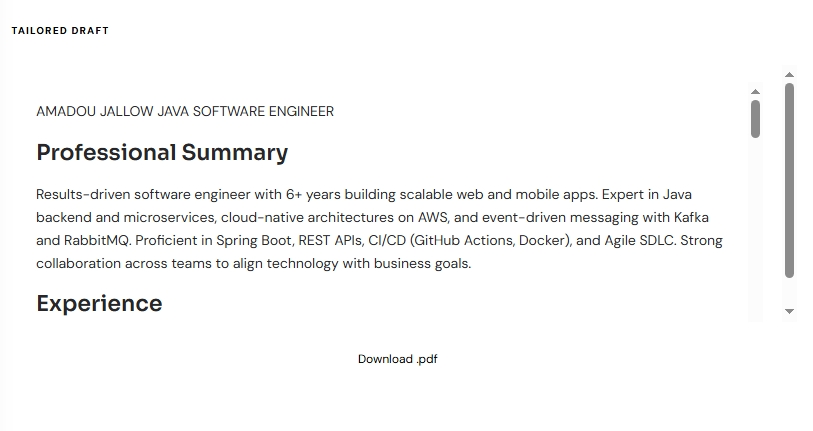 TAILORED DRAFT
AMADOU JALLOW JAVA SOFTWARE ENGINEER
Professional Summary
Results-driven software engineer with 6+ years building scalable web and mobile apps. Expert in Java
backend and microservices, cloud-native architectures on AWS, and event-driven messaging with Kafka
and RabbitMQ. Proficient in Spring Boot, REST APIs, CI/CD (GitHub Actions, Docker), and Agile SDLC. Strong
collaboration across teams to align technology with business goals.
Experience
Download .pdf